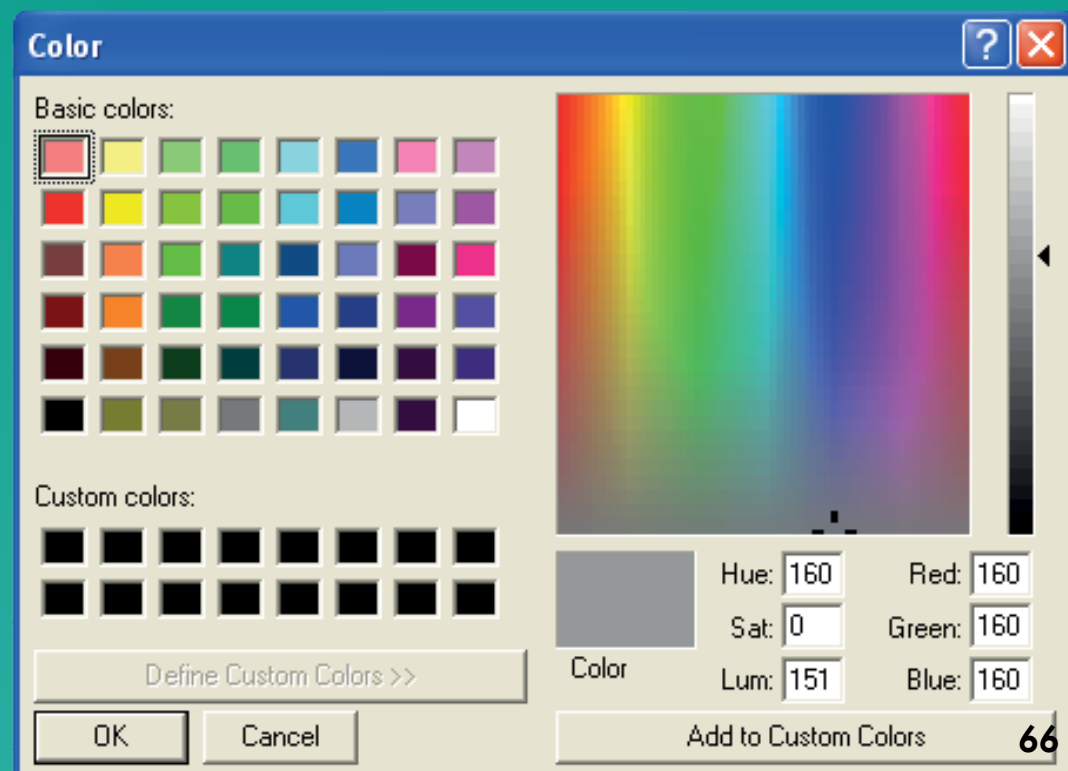 Color
?
Basic colors:
Custom colors:
Define Custom Colors >>
OK Cancel
Color
Hue: 160 Red: 160
Sat: 0 Green: 160
Lum: 151 Blue: 160
Add to Custom Colors
66